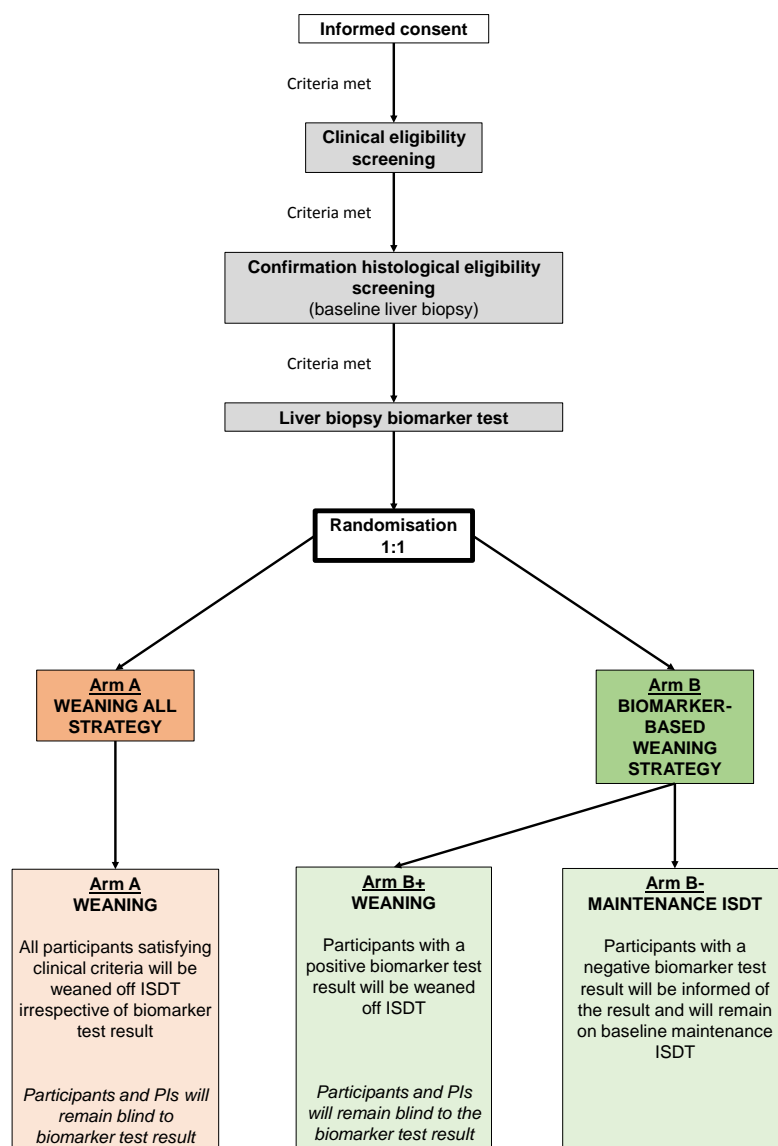 Informed consent
Criteria met
Clinical eligibility
screening
Criteria met
Confirmation histological eligibility
screening
(baseline liver biopsy)
Criteria met
Liver biopsy biomarker test
Randomisation
1:1
Arm A
WEANING ALL
STRATEGY
Arm B
BIOMARKER-
BASED
WEANING
STRATEGY
Arm A
WEANING
All participants satisfying
clinical criteria will be
weaned off ISDT
irrespective of biomarker
test result
Participants and PIs will
remain blind to
biomarker test result
Arm B+
WEANING
Participants with a
positive biomarker test
result will be weaned
off ISDT
Participants and PIs
will remain blind to the
biomarker test result
Arm B-
MAINTENANCE ISDT
Participants with a
negative biomarker test
result will be informed of
the result and will remain
on baseline maintenance
ISDT